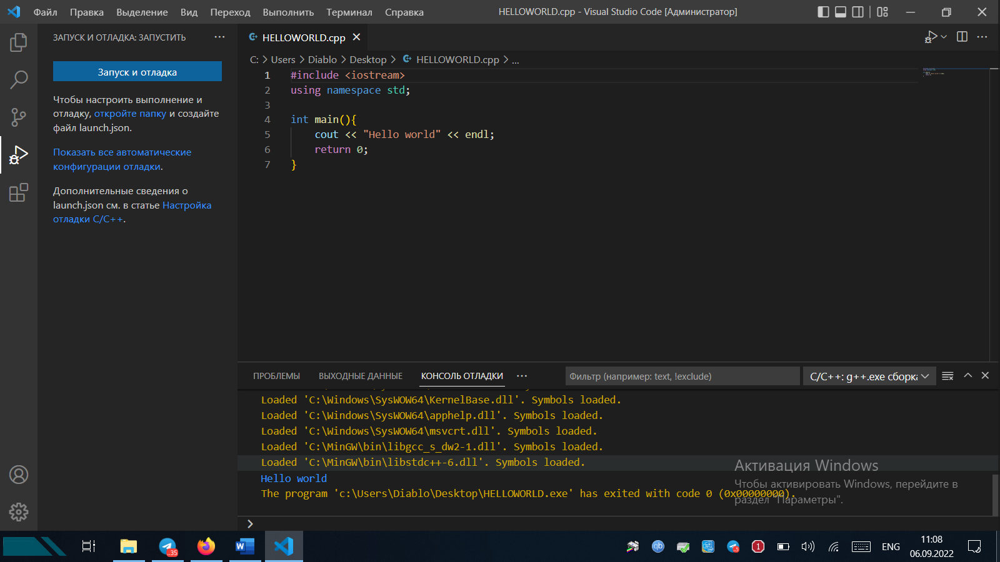 Файл Правка Выделение Вид Переход Выполнить Терминал Справка
HELLOWORLD.cpp - Visual Studio Code [Администратор]
ЗАПУСК И ОТЛАДКА: ЗАПУСТИТЬ
Запуск и отладка
Чтобы настроить выполнение и
отладку, откройте папку и создайте
файл launch.json.
Показать все автоматические
конфигурации отладки.
Дополнительные сведения о
launch.json см. в статье Настройка
отладки C/C++.
HELLOWORLD.cpp
C: > Users > Diablo > Desktop > HELLOWORLD.cpp > ...
1 #include <iostream>
2 using namespace std;
3
4 int main(){
5 cout << "Hello world" << endl;
6 return 0;
7 }
ПРОБЛЕМЫ ВЫХОДНЫЕ ДАННЫЕ КОНСОЛЬ ОТЛАДКИ ...
Фильтр (например: text, !exclude)
C/C++: g++.exe сборка
Loaded 'C:\Windows\SysWOW64\KernelBase.dll'. Symbols loaded.
Loaded 'C:\Windows\SysWOW64\apphelp.dll'. Symbols loaded.
Loaded 'C:\Windows\SysWOW64\msvcrt.dll'. Symbols loaded.
Loaded 'C:\MinGW\bin\libgcc_s_dw2-1.dll'. Symbols loaded.
Loaded 'C:\MinGW\bin\libstdc++-6.dll'. Symbols loaded.
Hello world
The program 'c:\Users\Diablo\Desktop\HELLOWORLD.exe' has exited with code 0 (0x00000000).
Активация Windows
Чтобы активировать Windows, перейдите в
раздел "Параметры".
ENG
11:08
06.09.2022